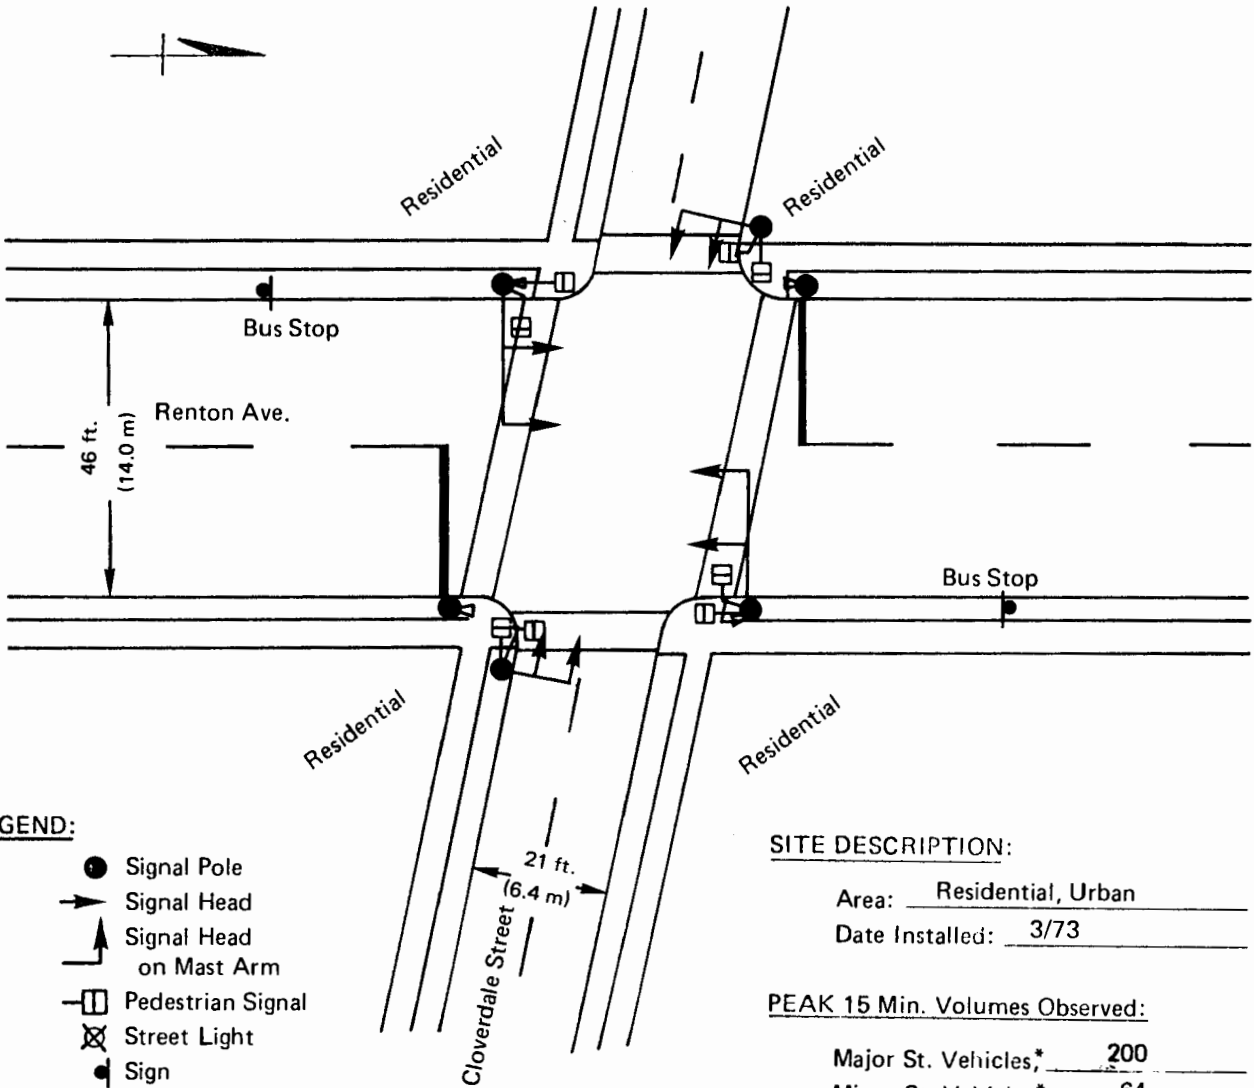 Residential
Residential
Bus Stop
Renton Ave.
46 ft.
(14.0 m)
Bus Stop
Residential
Residential
GEND:
Signal Pole
Signal Head
Signal Head
on Mast Arm
Pedestrian Signal
Street Light
Sign
21 ft.
(6.4 m)
Cloverdale Street
SITE DESCRIPTION:
Area: Residential, Urban
Date Installed: 3/73
PEAK 15 Min. Volumes Observed:
Major St. Vehicles,* 200